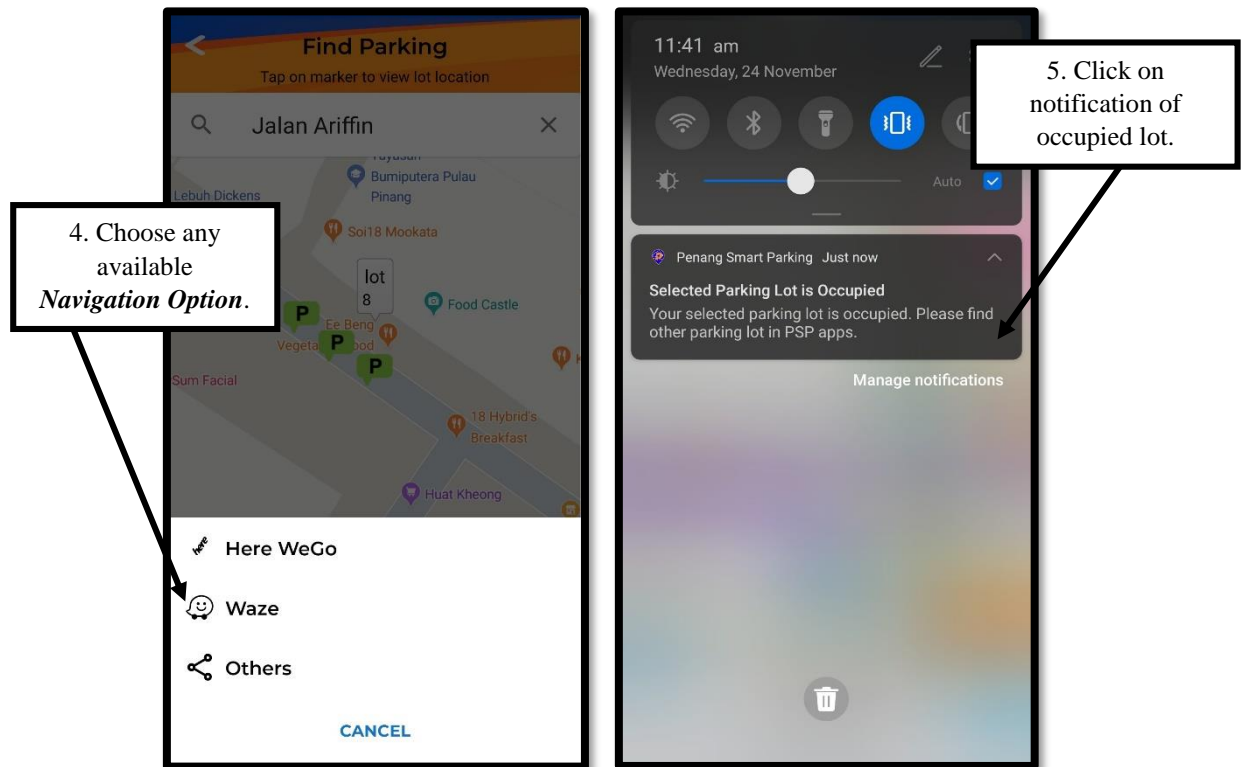 Find Parking
Tap on marker to view lot location
Jalan Ariffin
Bumiputera Pulau
Pinang
Lebuh Dickens
Soi18 Mookata
lot
8
Food Castle
P
Ee Beng
P
P
Sum Facial
18 Hybrid's
Breakfast
Huat Kheong
Here WeGo
Waze
Others
CANCEL
4. Choose any
available
Navigation Option.
11:41 am
Wednesday, 24 November
Auto
Penang Smart Parking Just now
Selected Parking Lot is Occupied
Your selected parking lot is occupied. Please find
other parking lot in PSP apps.
Manage notifications
5. Click on
notification of
occupied lot.